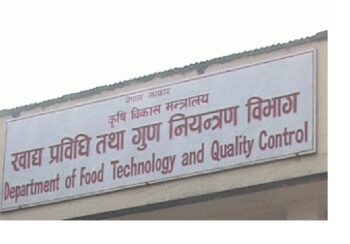 नेपाल सरकार
कृषि विकास मन्त्रालय
खाद्य प्रविधि तथा गुण नियन्त्रण विभाग
Department of Food Technology and Quality Control